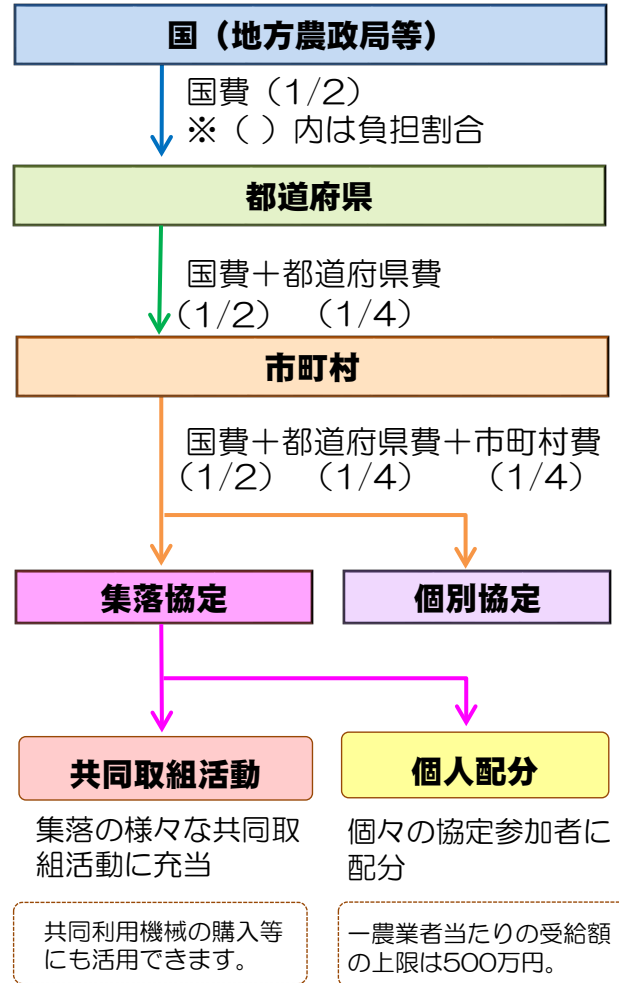 国（地方農政局等）
国費（1/2）
※（ ）内は負担割合
都道府県
国費＋都道府県費
（1/2）　（1/4）
市町村
国費＋都道府県費＋市町村費
（1/2）　（1/4）　　（1/4）
集落協定
個別協定
共同取組活動
個人配分
集落の様々な共同取
組活動に充当
個々の協定参加者に
配分
共同利用機械の購入等
にも活用できます。
一農業者当たりの受給額
の上限は500万円。